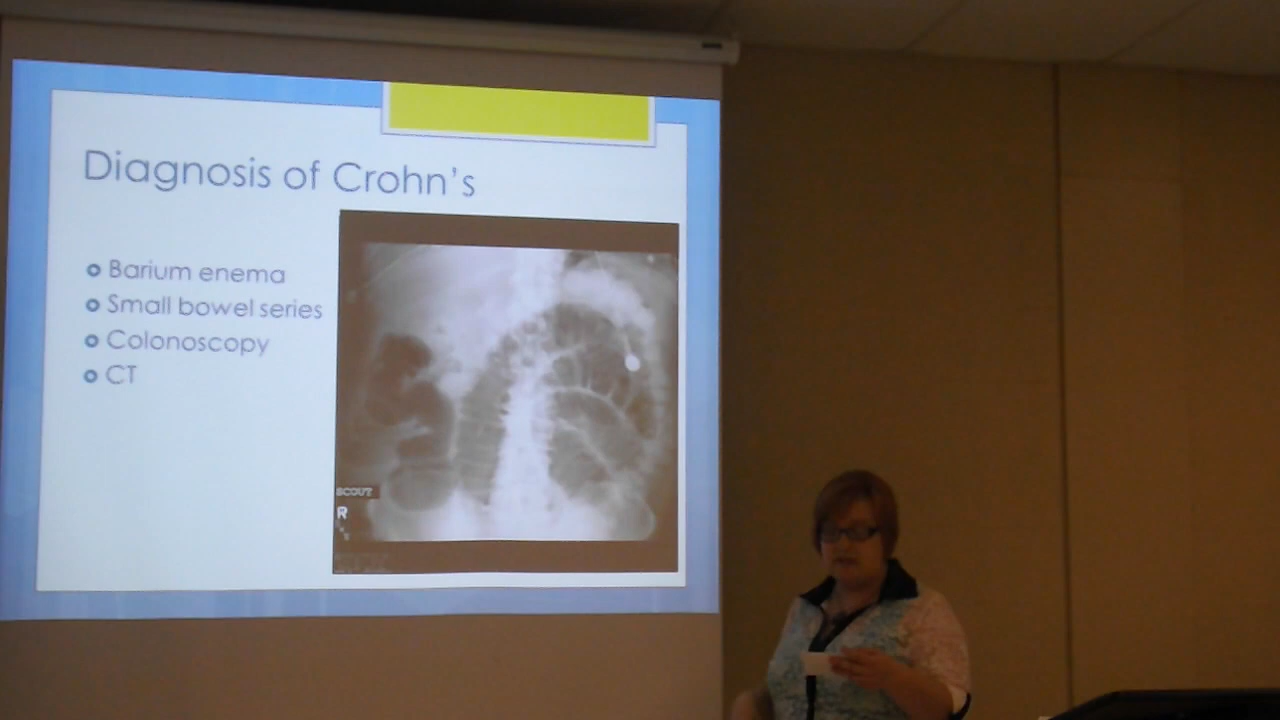 Diagnosis of Crohn's
Barium enema
Small bowel series
Colonoscopy
CT
SCOUT
R